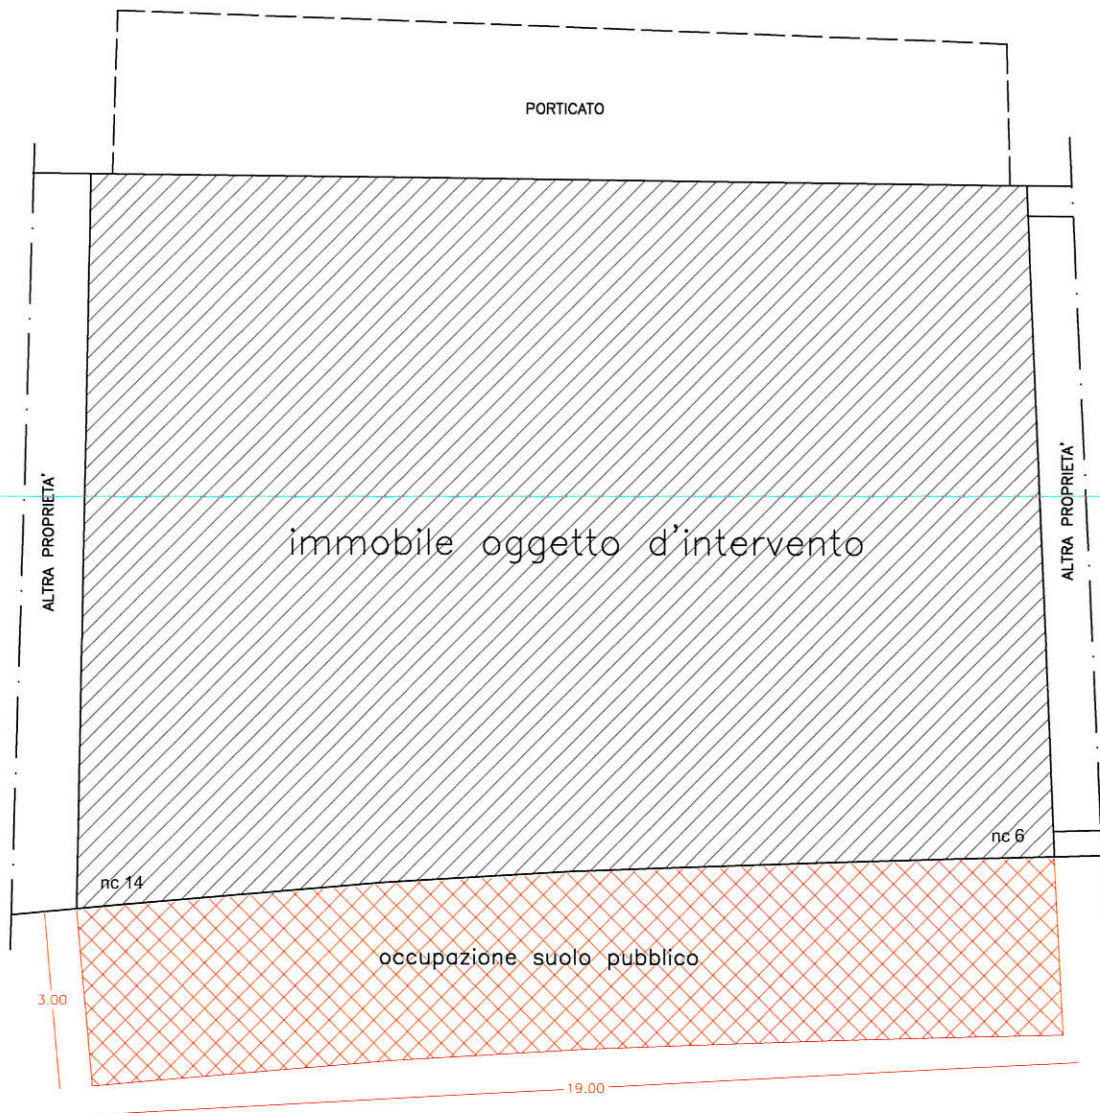 PORTICATO
ALTRA PROPRIETA'
immobile oggetto d'intervento
ALTRA PROPRIETA'
nc 6
nc 14
occupazione suolo pubblico
3.00
19.00